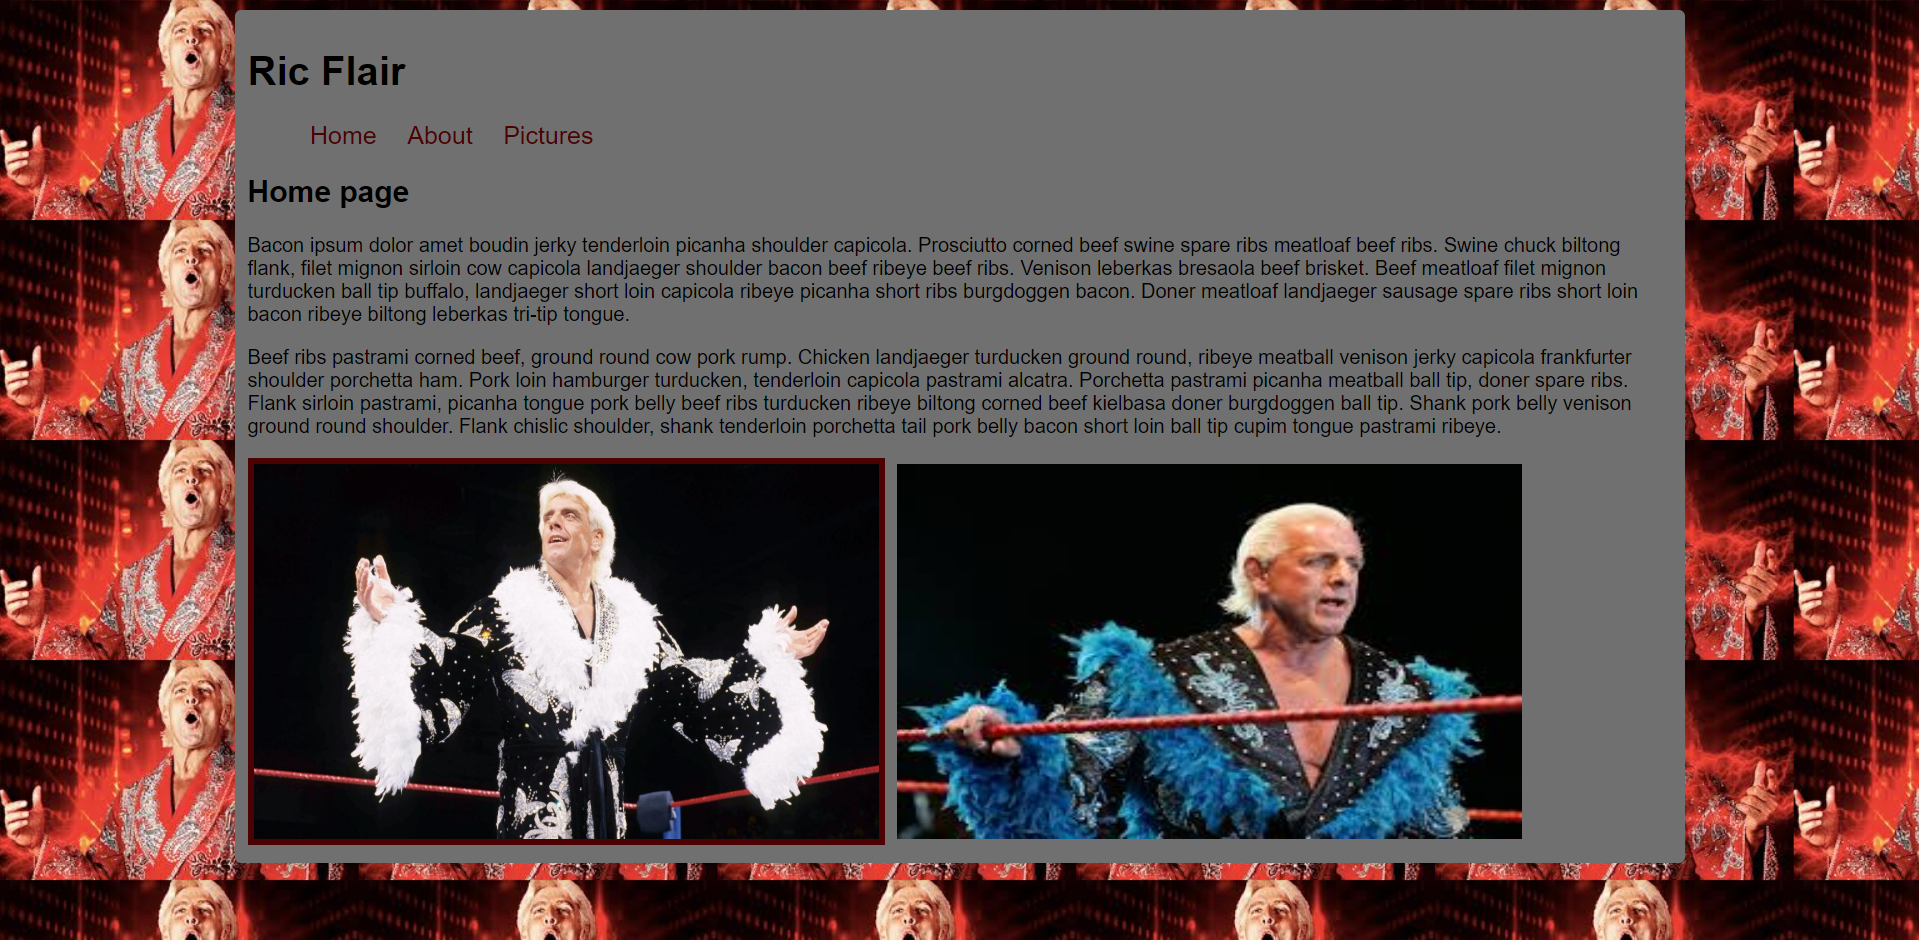 Ric Flair
Home About Pictures
Home page
Bacon ipsum dolor amet boudin jerky tenderloin picanha shoulder capicola. Prosciutto corned beef swine spare ribs meatloaf beef ribs. Swine chuck biltong
flank, filet mignon sirloin cow capicola landjaeger shoulder bacon beef ribeye beef ribs. Venison leberkas bresaola beef brisket. Beef meatloaf filet mignon
turducken ball tip buffalo, landjaeger short loin capicola ribeye picanha short ribs burgdoggen bacon. Doner meatloaf landjaeger sausage spare ribs short loin
bacon ribeye biltong leberkas tri-tip tongue.
Beef ribs pastrami corned beef, ground round cow pork rump. Chicken landjaeger turducken ground round, ribeye meatball venison jerky capicola frankfurter
shoulder porchetta ham. Pork loin hamburger turducken, tenderloin capicola pastrami alcatra. Porchetta pastrami picanha meatball ball tip, doner spare ribs.
Flank sirloin pastrami, picanha tongue pork belly beef ribs turducken ribeye biltong corned beef kielbasa doner burgdoggen ball tip. Shank pork belly venison
ground round shoulder. Flank chislic shoulder, shank tenderloin porchetta tail pork belly bacon short loin ball tip cupim tongue pastrami ribeye.